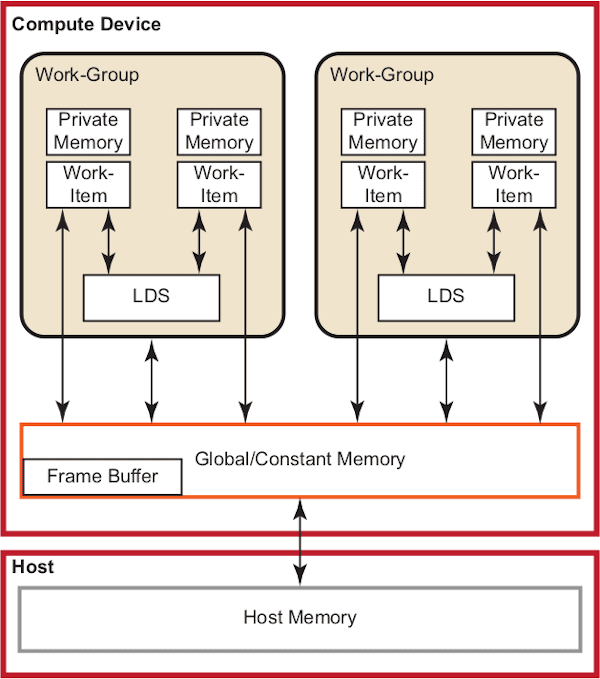 Compute Device
Work-Group
Private
Memory
Work-
Item
Private
Memory
Work-
Item
LDS
Work-Group
Private
Memory
Work-
Item
Private
Memory
Work-
Item
LDS
Global/Constant Memory
Frame Buffer
Host
Host Memory